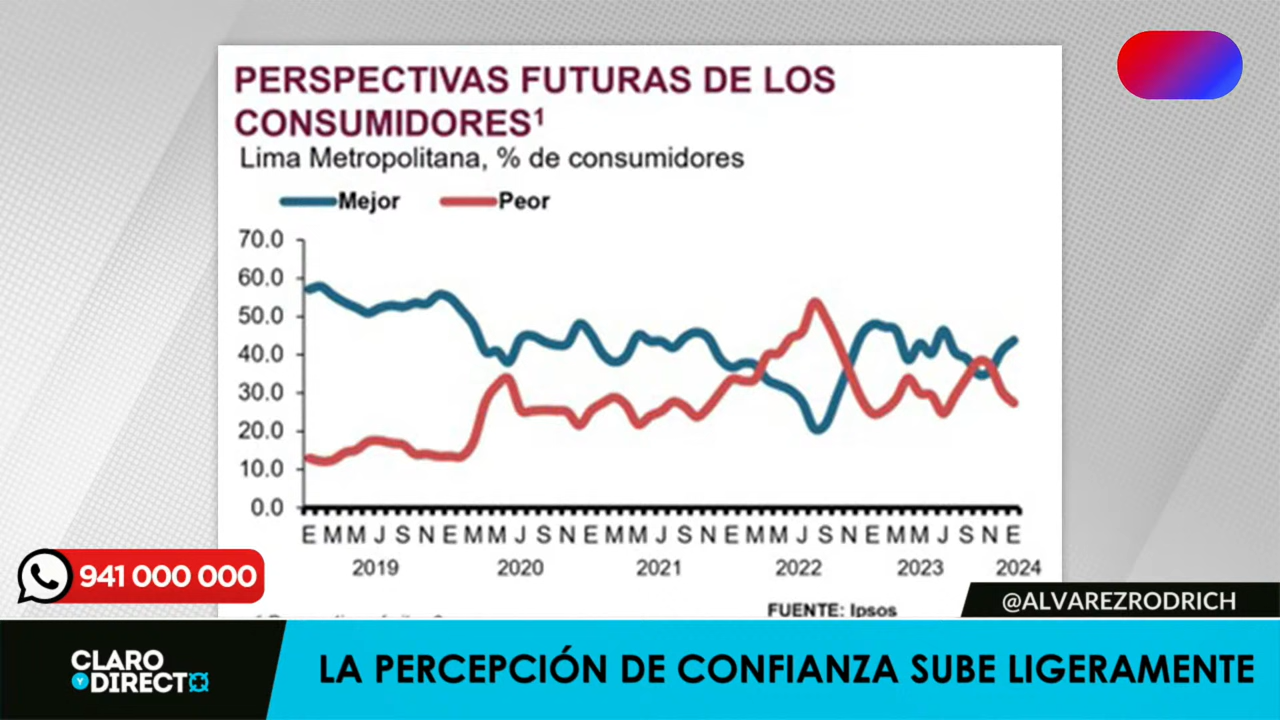 PERSPECTIVAS FUTURAS DE LOS
CONSUMIDORES¹
Lima Metropolitana, % de consumidores
Mejor Peor
70.0
60.0
50.0
40.0
30.0
20.0
10.0
0.0
E M M J S N E M M J S N E M M J S N E M M J S N E M M J S N E
2019 2020 2021 2022 2023 2024
FUENTE: Ipsos
941 000 000
@ALVAREZRODRICH
CLARO
Y DIRECTO
LA PERCEPCIÓN DE CONFIANZA SUBE LIGERAMENTE